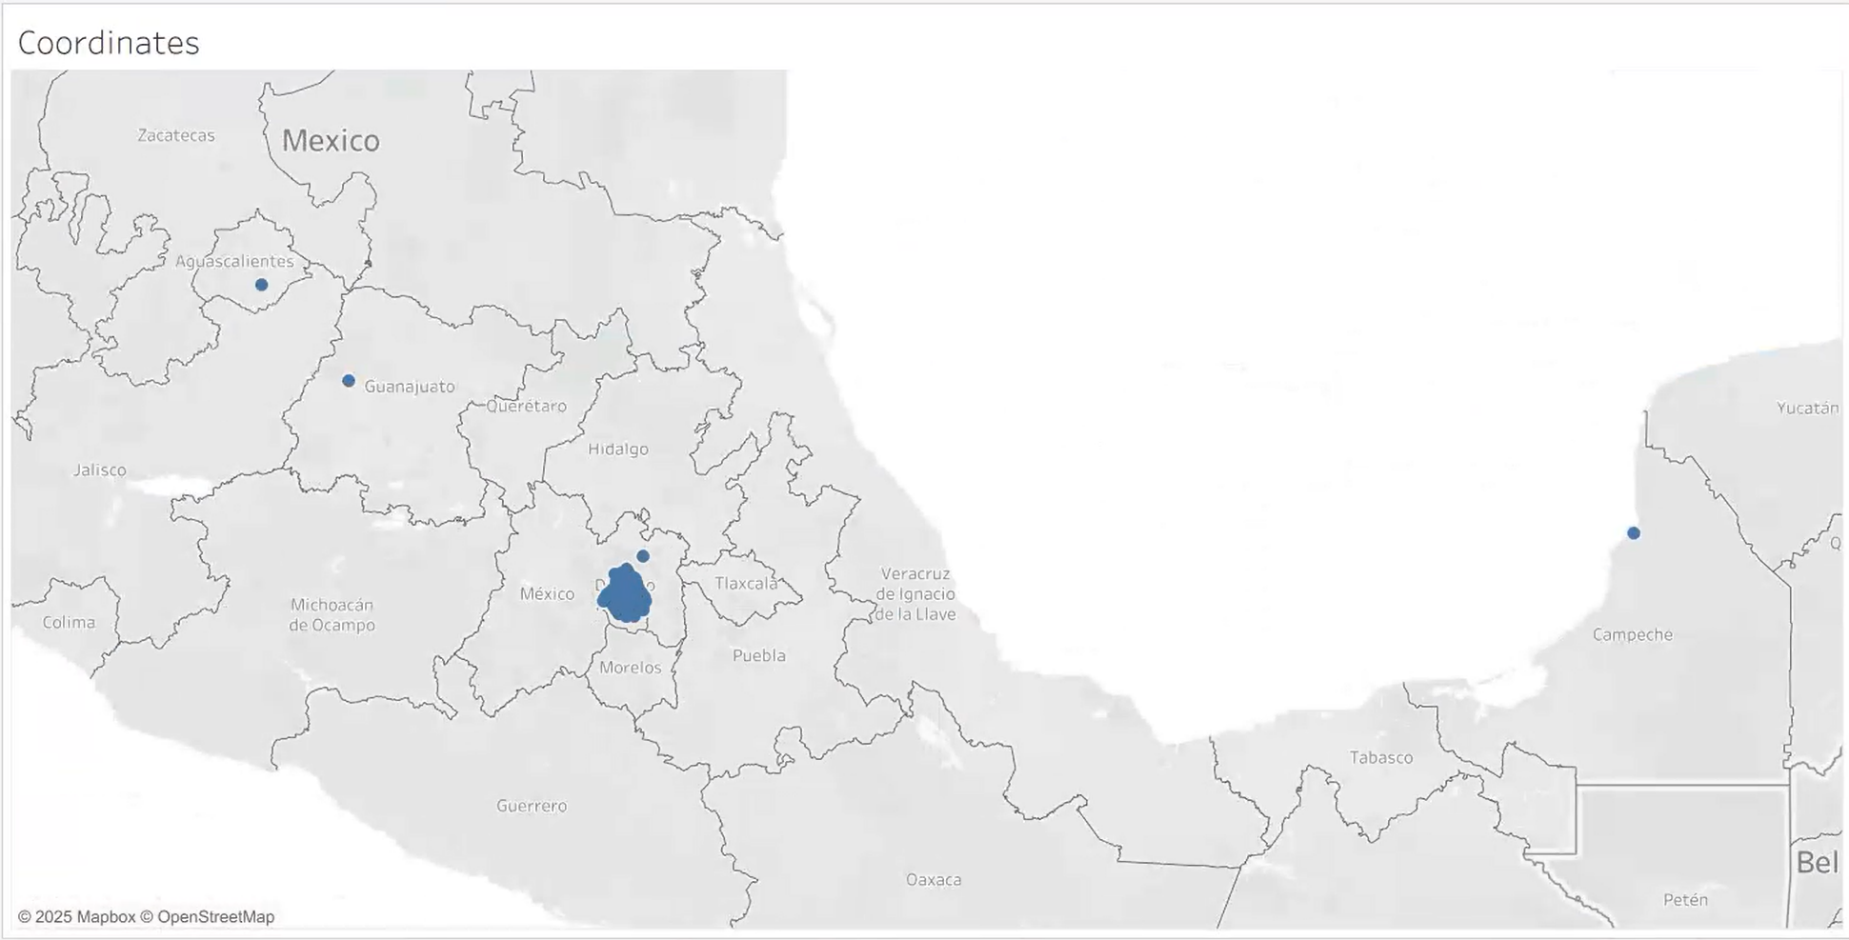 Coordinates
Zacatecas
Mexico
Aguascalientes
Guanajuato
Querétaro
Yucatán
Hidalgo
Jalisco
Q
México
D
o
Tlaxcala
Veracruz
de Ignacio
de la Llave
Michoacán
de Ocampo
Colima
Campeche
Puebla
Morelos
Tabasco
Guerrero
Oaxaca
Bel
Petén
© 2025 Mapbox © OpenStreetMap